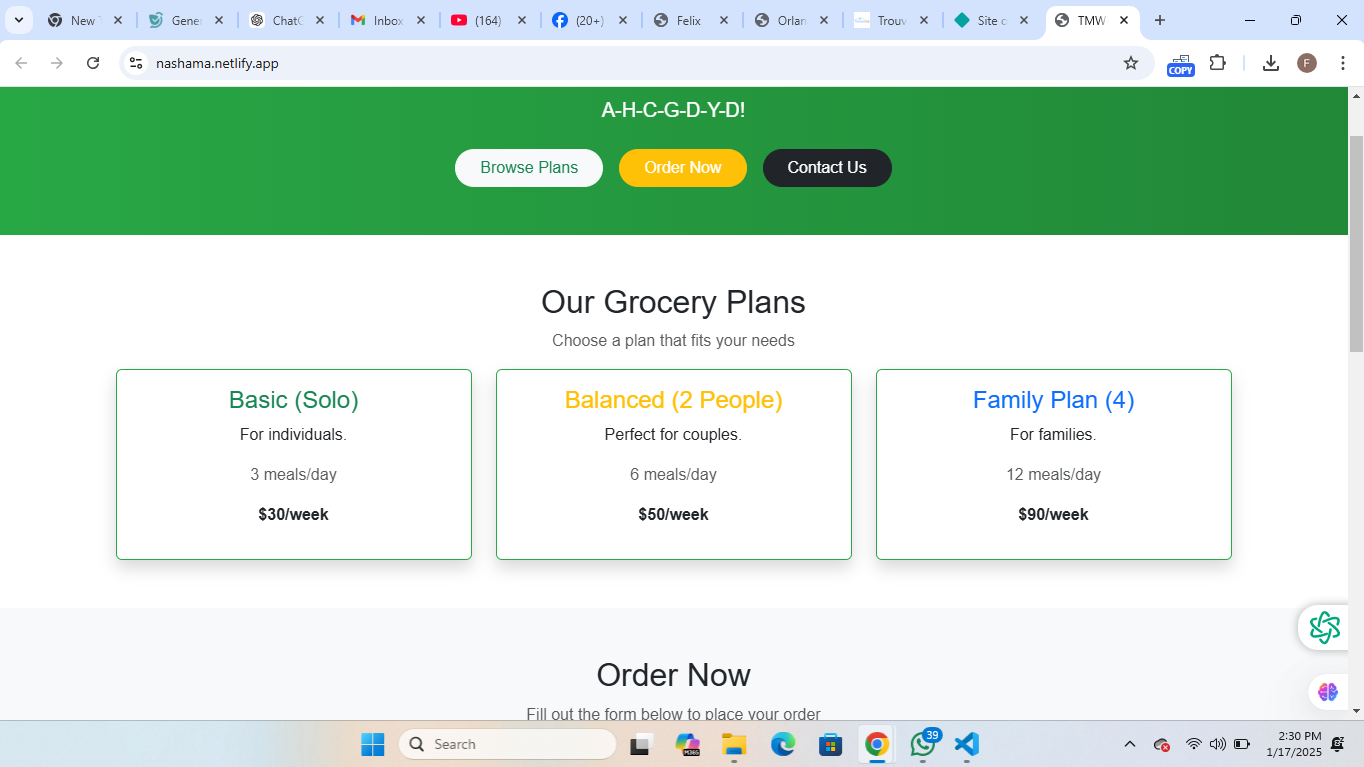 New T
Gener
ChatG
Inbox
(164)
(20+)
Felix
Orlan
Trouv
Site o
TMW
nashama.netlify.app
COPY
F
A-H-C-G-D-Y-D!
Browse Plans
Order Now
Contact Us
Our Grocery Plans
Choose a plan that fits your needs
Basic (Solo)
For individuals.
3 meals/day
$30/week
Balanced (2 People)
Perfect for couples.
6 meals/day
$50/week
Family Plan (4)
For families.
12 meals/day
$90/week
Order Now
Fill out the form below to place your order
Search
M365
39
2:30 PM
1/17/2025